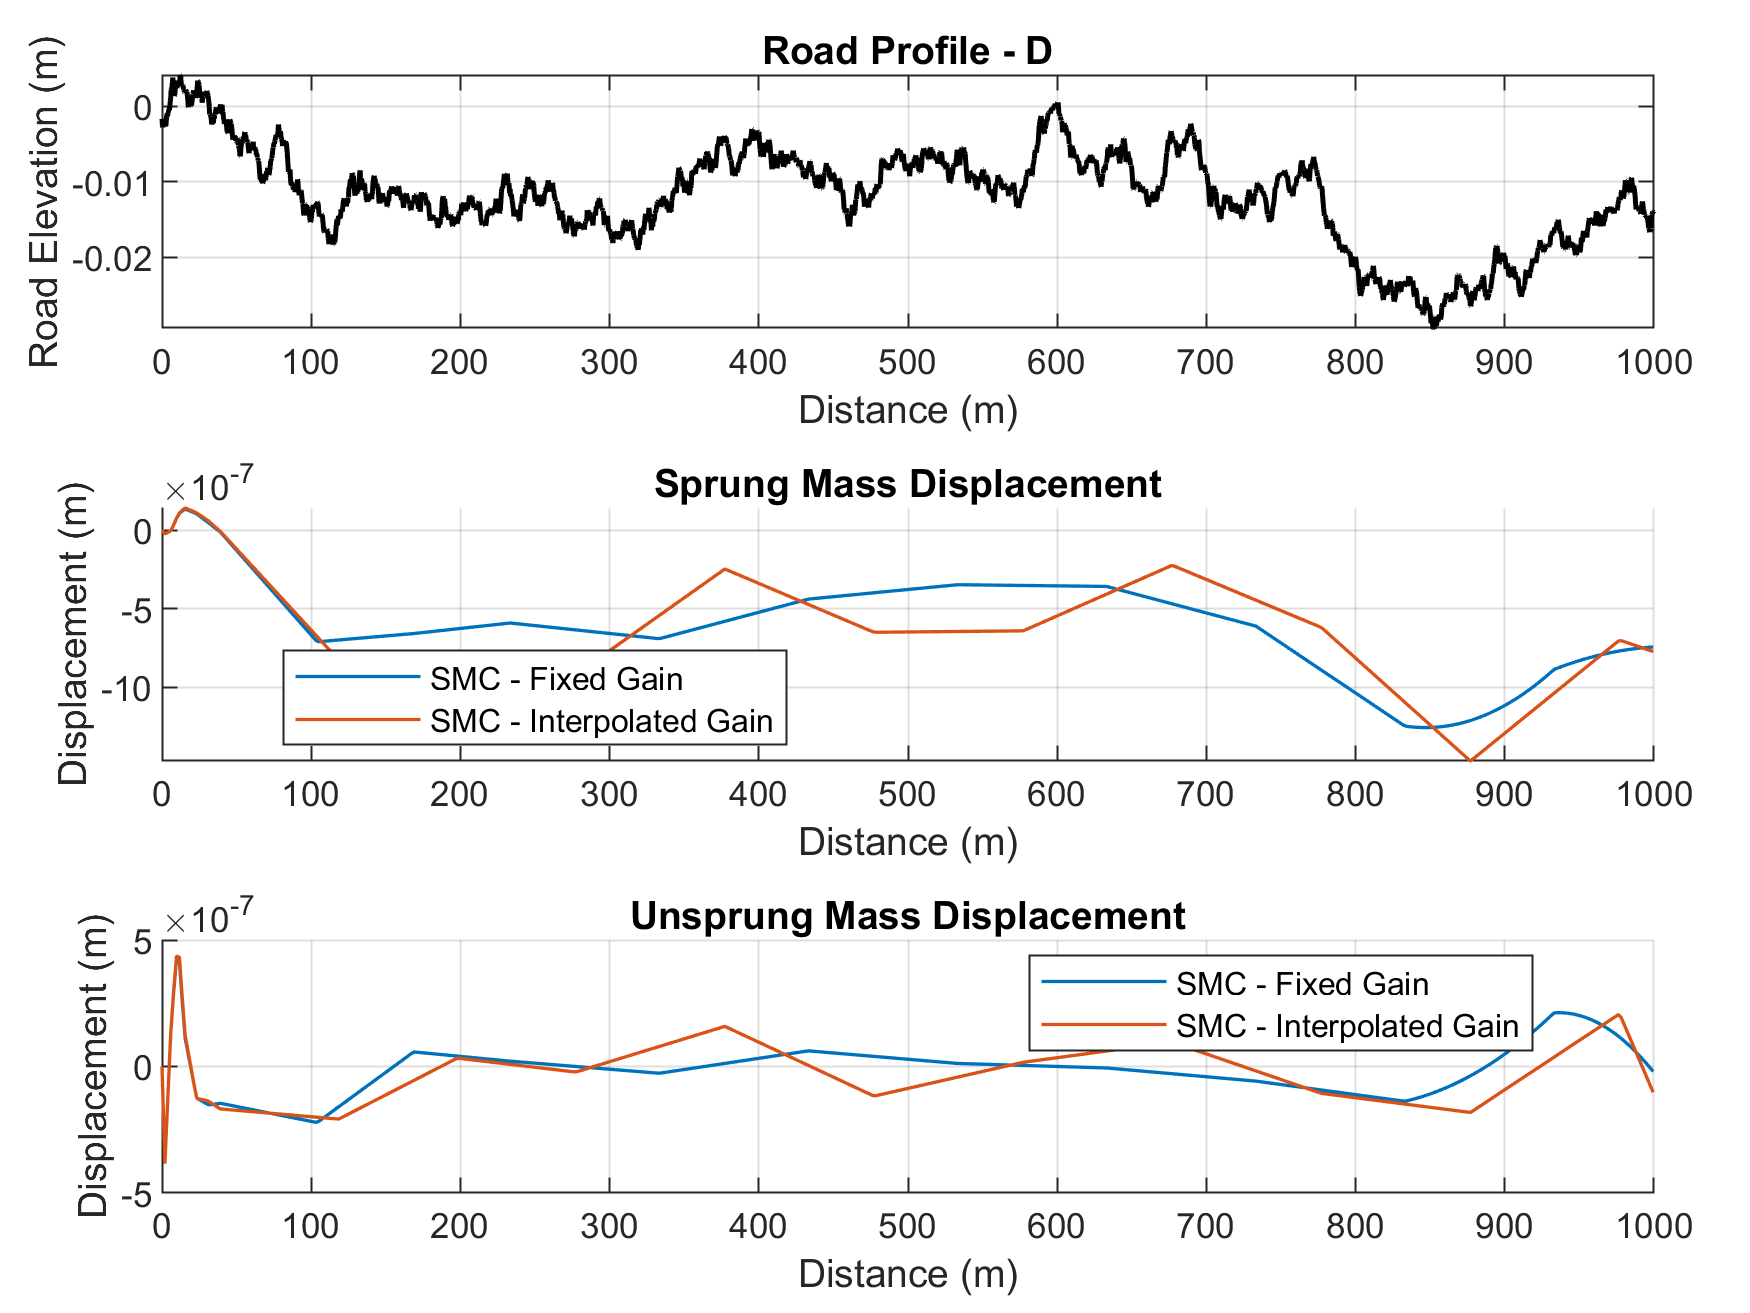 Road Profile - D
Road Elevation (m)
0
-0.01
-0.02
0 100 200 300 400 500 600 700 800 900 1000
Distance (m)
Sprung Mass Displacement
×10-7
Displacement (m)
0
-5
-10
SMC - Fixed Gain
SMC - Interpolated Gain
0 100 200 300 400 500 600 700 800 900 1000
Distance (m)
Unsprung Mass Displacement
×10-7
Displacement (m)
5
0
-5
SMC - Fixed Gain
SMC - Interpolated Gain
0 100 200 300 400 500 600 700 800 900 1000
Distance (m)